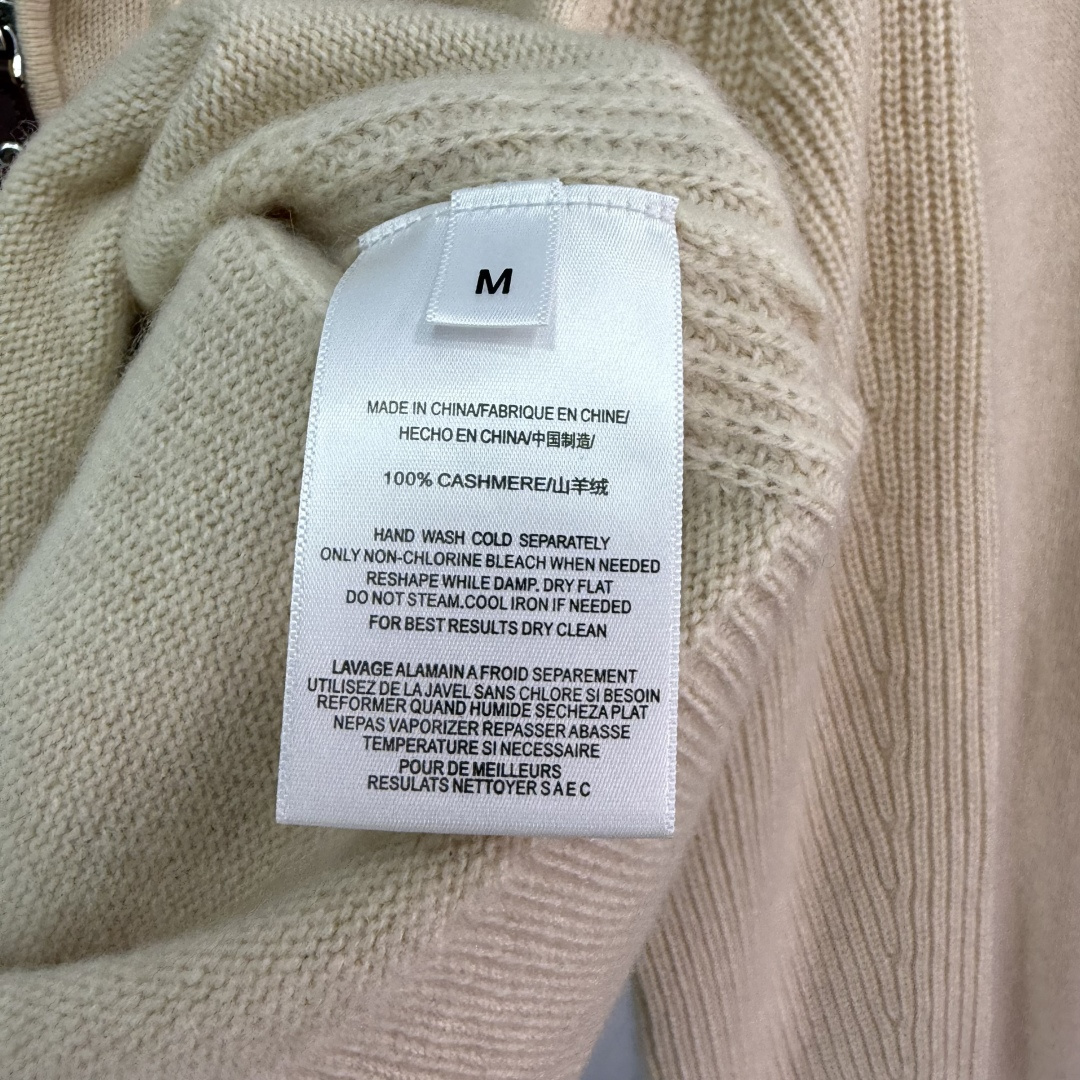 M
MADE IN CHINA/FABRIQUE EN CHINE/
HECHO EN CHINA/中国制造/
100% CASHMERE/山羊绒
HAND WASH COLD SEPARATELY
ONLY NON-CHLORINE BLEACH WHEN NEEDED
RESHAPE WHILE DAMP. DRY FLAT
DO NOT STEAM.COOL IRON IF NEEDED
FOR BEST RESULTS DRY CLEAN
LAVAGE ALAMAIN A FROID SEPAREMENT
UTILISEZ DE LA JAVEL SANS CHLORE SI BESOIN
REFORMER QUAND HUMIDE SECHEZA PLAT
NEPAS VAPORIZER REPASSER ABASSE
TEMPERATURE SI NECESSAIRE
POUR DE MEILLEURS
RESULATS NETTOYER S A E C